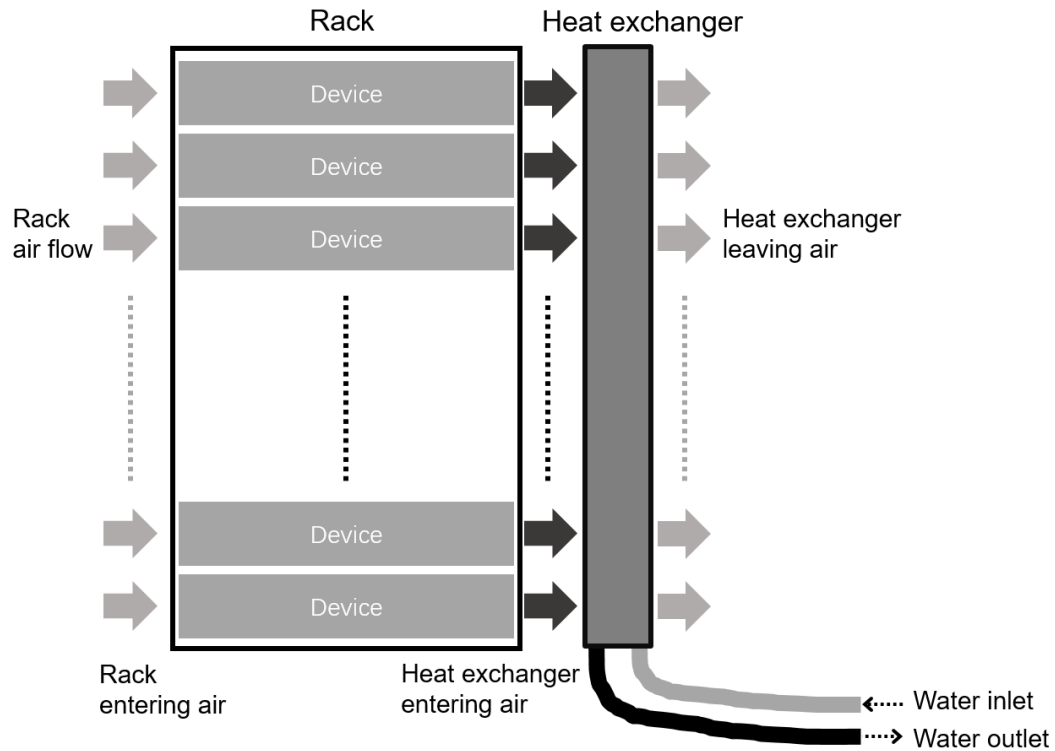 Rack
Heat exchanger
Device
Device
Device
Rack
air flow
Heat exchanger
leaving air
Device
Device
Rack
entering air
Heat exchanger
entering air
Water inlet
Water outlet